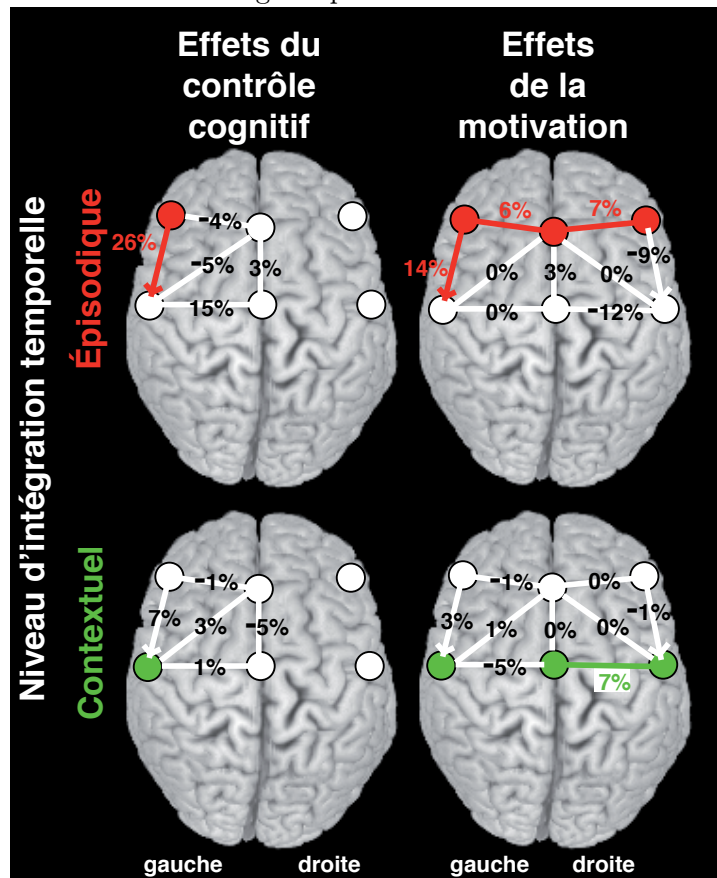 Effets du
contrôle
cognitif
Effets
de la
motivation
Niveau d'intégration temporelle
Épisodique
26%
-4%
-5%
3%
15%
6%
7%
14%
0%
3%
0%
-9%
0%
-12%
Contextuel
-1%
7%
3%
-5%
1%
-1%
0%
3%
1%
0%
0%
-1%
-5%
7%
gauche droite
gauche droite